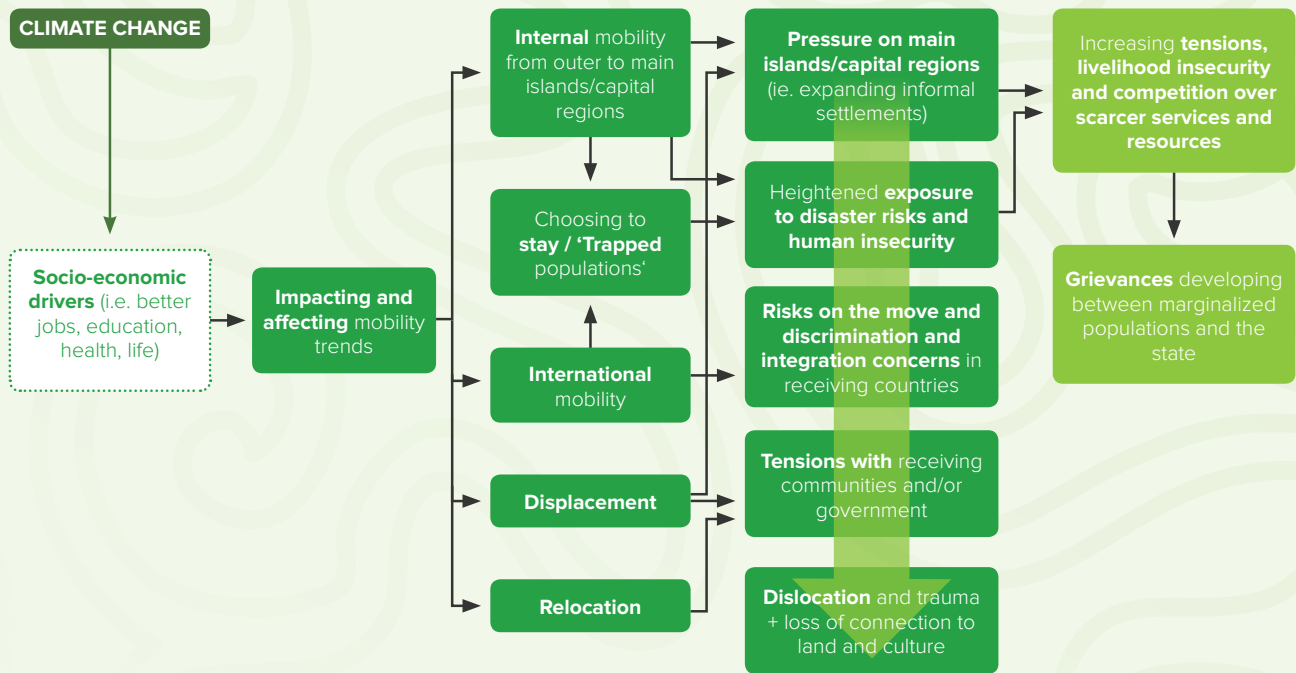 CLIMATE CHANGE
Socio-economic
drivers (i.e. better
jobs, education,
health, life)
Impacting and
affecting mobility
trends
Internal mobility
from outer to main
islands/capital
regions
Choosing to
stay / ‘Trapped
populations‘
International
mobility
Displacement
Relocation
Pressure on main
islands/capital regions
(ie. expanding informal
settlements)
Heightened exposure
to disaster risks and
human insecurity
Risks on the move and
discrimination and
integration concerns in
receiving countries
Tensions with receiving
communities and/or
government
Dislocation and trauma
+ loss of connection to
land and culture
Increasing tensions,
livelihood insecurity
and competition over
scarcer services and
resources
Grievances developing
between marginalized
populations and the
state